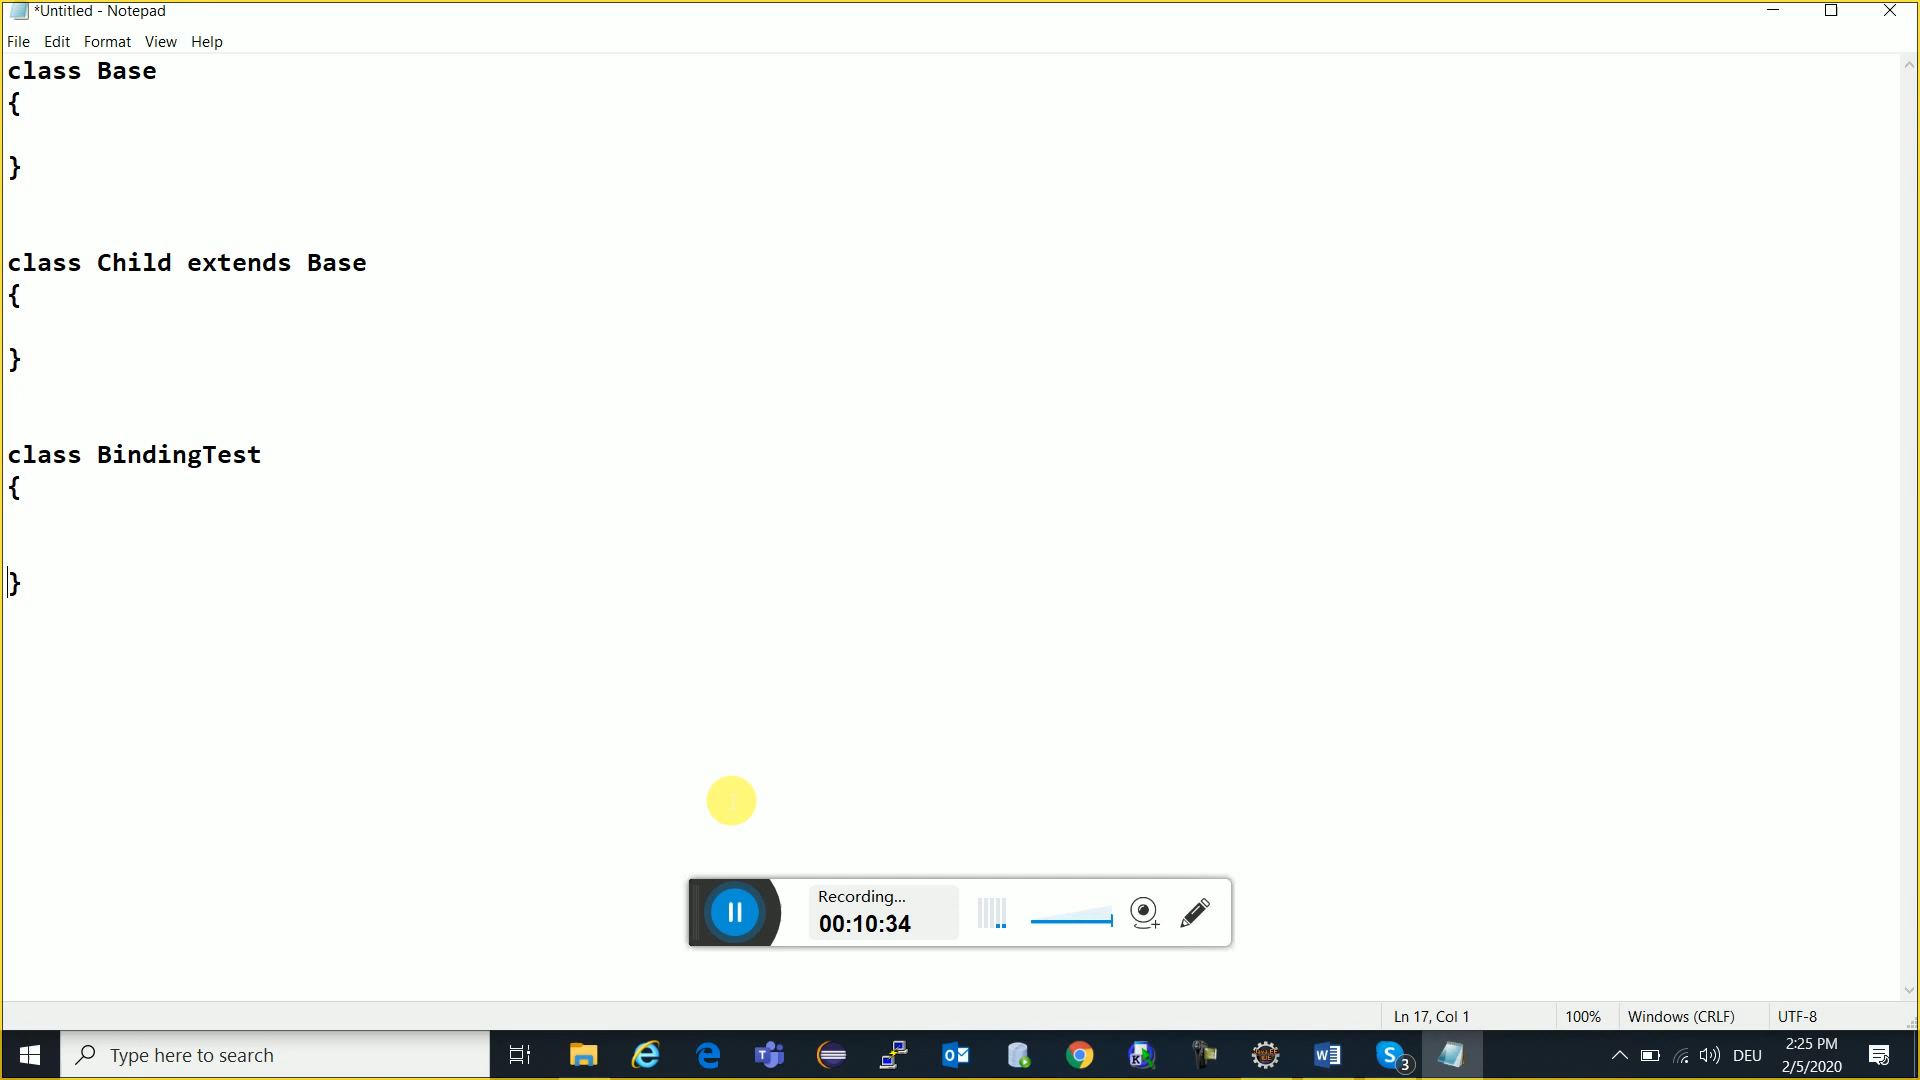 *Untitled - Notepad
File Edit Format View Help
class Base
{
}
class Child extends Base
{
}
class BindingTest
{
}
Recording...
00:10:34
Ln 17, Col 1 100% Windows (CRLF) UTF-8
Type here to search
3
DEU
2:25 PM
2/5/2020